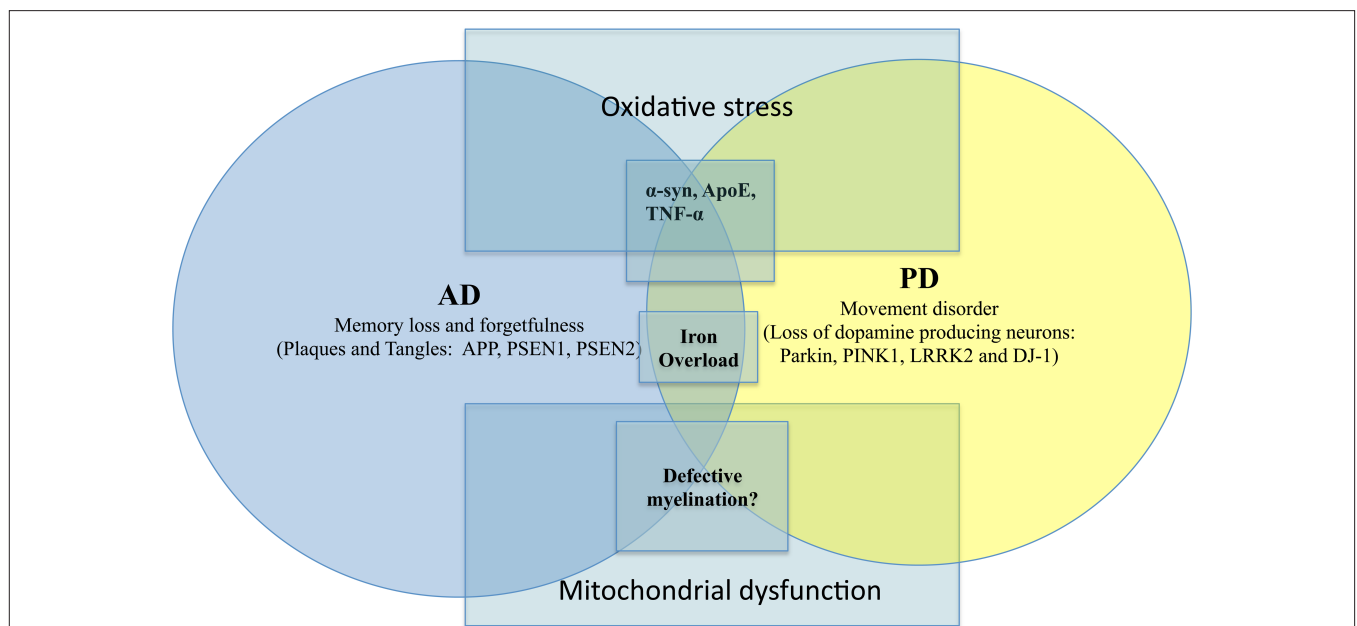 Oxidative stress
α-syn, ApoE,
TNF-α
AD
Memory loss and forgetfulness
(Plaques and Tangles:  APP, PSEN1, PSEN2)
Iron
Overload
PD
Movement disorder
(Loss of dopamine producing neurons:
Parkin, PINK1, LRRK2 and DJ-1)
Defective
myelination?
Mitochondrial dysfunction